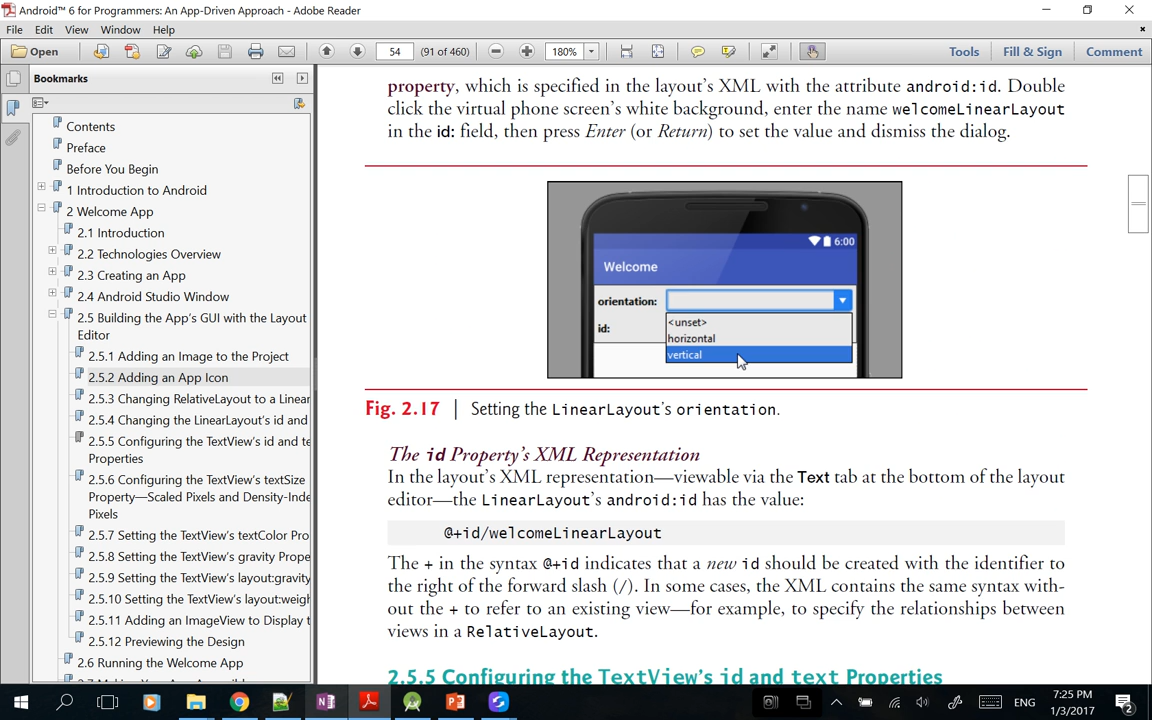 Android™ 6 for Programmers: An App-Driven Approach - Adobe Reader
File Edit View Window Help
Open 54 (91 of 460) 180% Tools Fill & Sign Comment
Bookmarks
Contents
Preface
Before You Begin
1 Introduction to Android
2 Welcome App
2.1 Introduction
2.2 Technologies Overview
2.3 Creating an App
2.4 Android Studio Window
2.5 Building the App's GUI with the Layout
Editor
2.5.1 Adding an Image to the Project
2.5.2 Adding an App Icon
2.5.3 Changing RelativeLayout to a Linear
2.5.4 Changing the LinearLayout's id and
2.5.5 Configuring the TextView's id and te
Properties
2.5.6 Configuring the TextView's textSize
Property—Scaled Pixels and Density-Inde
Pixels
2.5.7 Setting the TextView's textColor Pro
2.5.8 Setting the TextView's gravity Prope
2.5.9 Setting the TextView's layout:gravity
2.5.10 Setting the TextView's layout:weigh
2.5.11 Adding an ImageView to Display t
2.5.12 Previewing the Design
2.6 Running the Welcome App
property, which is specified in the layout's XML with the attribute android:id. Double
click the virtual phone screen's white background, enter the name welcomeLinearLayout
in the id: field, then press Enter (or Return) to set the value and dismiss the dialog.
6:00
Welcome
orientation:
<unset>
id:
horizontal
vertical
Fig. 2.17 | Setting the LinearLayout's orientation.
The id Property's XML Representation
In the layout's XML representation—viewable via the Text tab at the bottom of the layout
editor—the LinearLayout's android:id has the value:
@+id/welcomeLinearLayout
The + in the syntax @+id indicates that a new id should be created with the identifier to
the right of the forward slash (/). In some cases, the XML contains the same syntax with-
out the + to refer to an existing view—for example, to specify the relationships between
views in a RelativeLayout.
2.5.5 Configuring the TextView's id and text Properties
ENG
7:25 PM
1/3/2017
2